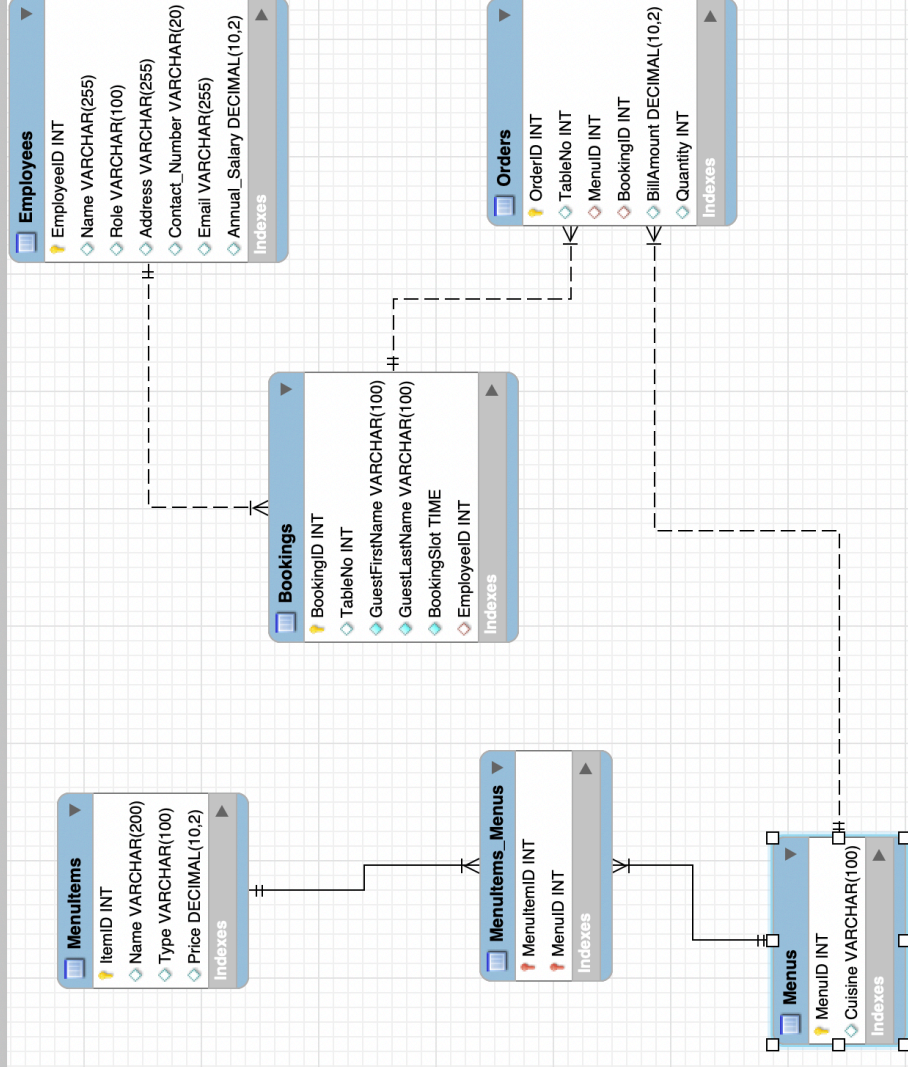 MenuItems
ItemID INT
Name VARCHAR(200)
Type VARCHAR(100)
Price DECIMAL(10,2)
Indexes
Employees
EmployeeID INT
Name VARCHAR(255)
Role VARCHAR(100)
Address VARCHAR(255)
Contact_Number VARCHAR(20)
Email VARCHAR(255)
Annual_Salary DECIMAL(10,2)
Indexes
Bookings
BookingID INT
TableNo INT
GuestFirstName VARCHAR(100)
GuestLastName VARCHAR(100)
BookingSlot TIME
EmployeeID INT
Indexes
MenuItems_Menus
MenuItemID INT
MenuID INT
Indexes
Orders
OrderID INT
TableNo INT
MenuID INT
BookingID INT
BillAmount DECIMAL(10,2)
Quantity INT
Indexes
Menus
MenuID INT
Cuisine VARCHAR(100)
Indexes